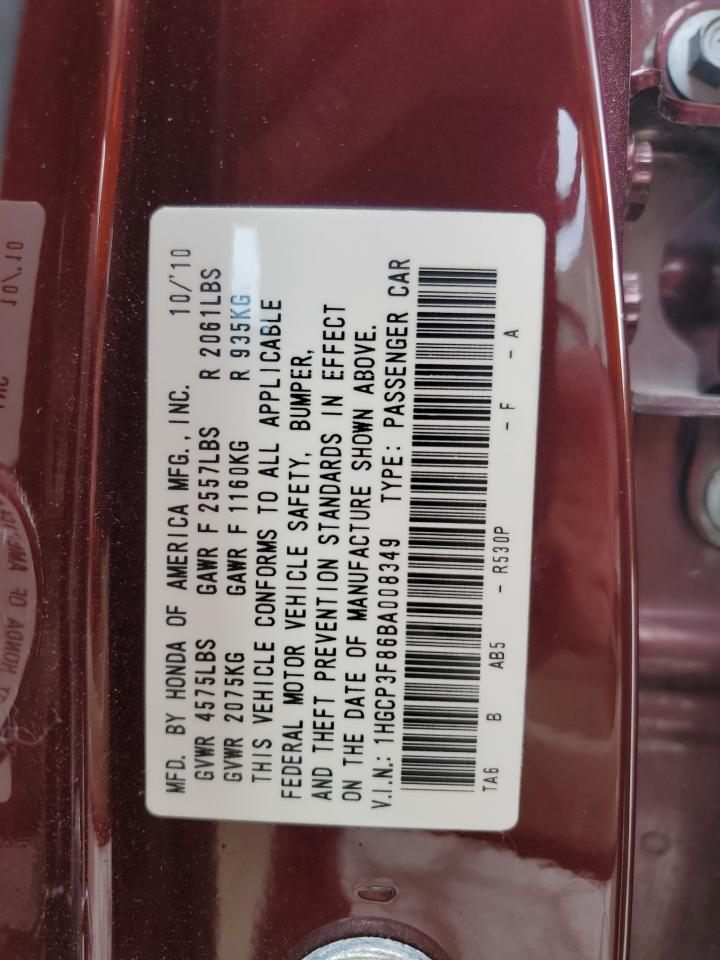 MFD. BY HONDA OF AMERICA MFG., INC. 10/'10
GVWR 4575LBS GAWR F 2557LBS R 2061LBS
GVWR 2075KG GAWR F 1160KG R 935KG
THIS VEHICLE CONFORMS TO ALL APPLICABLE
FEDERAL MOTOR VEHICLE SAFETY, BUMPER,
AND THEFT PREVENTION STANDARDS IN EFFECT
ON THE DATE OF MANUFACTURE SHOWN ABOVE.
V.I.N.: 1HGCP3F86BA008349 TYPE: PASSENGER CAR
TA6 B AB5 - R530P - F - A